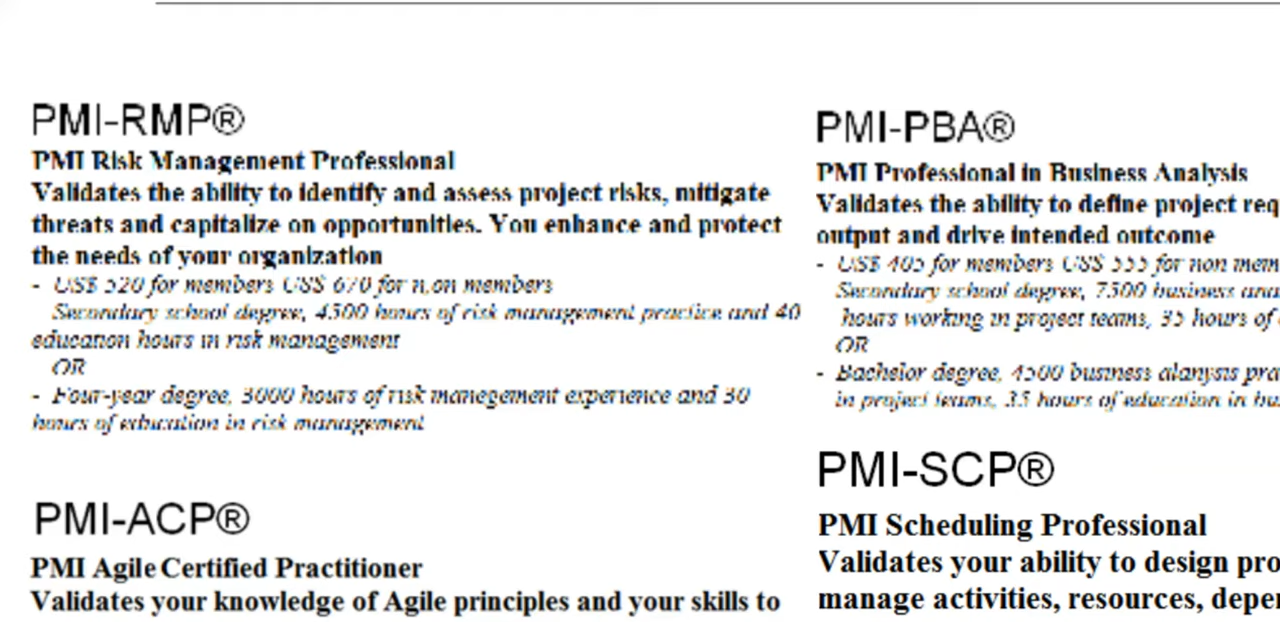 PMI-RMP®
PMI Risk Management Professional
Validates the ability to identify and assess project risks, mitigate
threats and capitalize on opportunities. You enhance and protect
the needs of your organization
- US$ 520 for members US$ 670 for n,on members
Secondary school degree, 4500 hours of risk management practice and 40
education hours in risk management
OR
- Four-year degree, 3000 hours of risk manegement experience and 30
hours of education in risk management
PMI-ACP®
PMI Agile Certified Practitioner
Validates your knowledge of Agile principles and your skills to
PMI-PBA®
PMI Professional in Business Analysis
Validates the ability to define project req
output and drive intended outcome
- US$ 405 for members US$ 555 for non mem
Secondary school degree, 7500 business ana
hours working in project teams, 35 hours of
OR
- Bachelor degree, 4500 business alanysis pra
in project teams, 35 hours of education in bu
PMI-SCP®
PMI Scheduling Professional
Validates your ability to design pro
manage activities, resources, depe